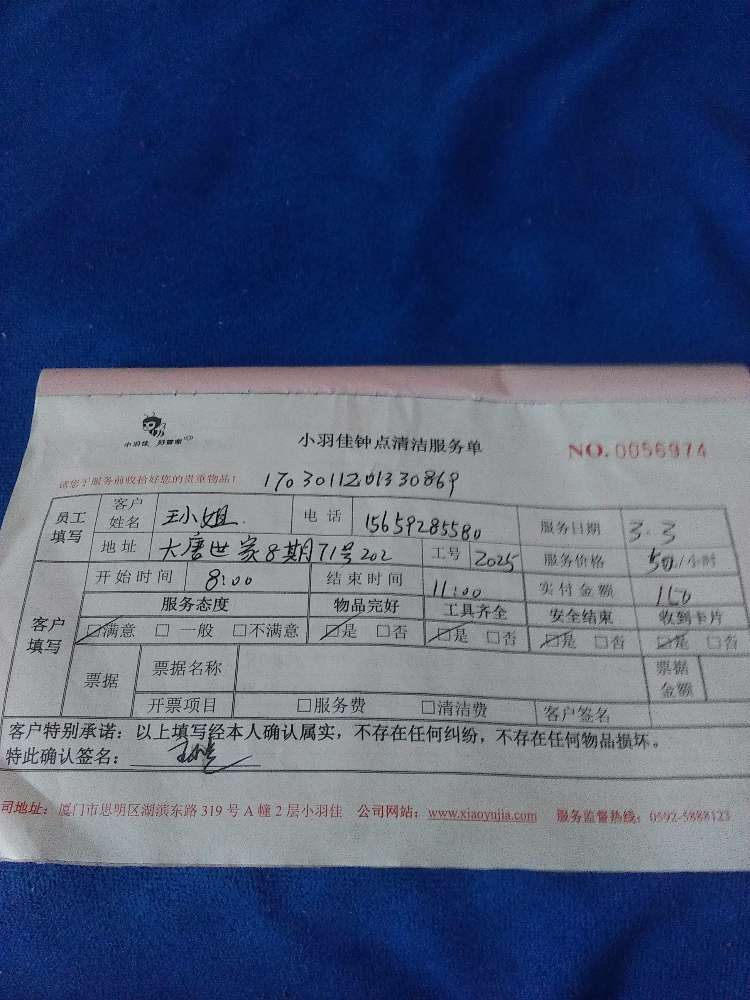 小羽佳 好管家
小羽佳钟点清洁服务单
NO.0056974
请您于服务前收拾好您的贵重物品!
1703011201330869
员工填写 客户姓名 王小姐 电话 15659285580 服务日期 3.3
地址 大唐世家8期71号202 工号 2025 服务价格 50/小时
客户填写 开始时间 8:00 结束时间 11:00 实付金额 150
服务态度 物品完好 工具齐全 安全结束 收到卡片
☑满意 □一般 □不满意 ☑是 □否 ☑是 □否 ☑是 □否 ☑是 □否
票据 票据名称 票据金额
开票项目 □服务费 □清洁费 客户签名
客户特别承诺:以上填写经本人确认属实,不存在任何纠纷,不存在任何物品损坏。
特此确认签名:
司地址:厦门市思明区湖滨东路319号A幢2层小羽佳 公司网站:www.xiaoyujia.com 服务监督热线:0592-5888123